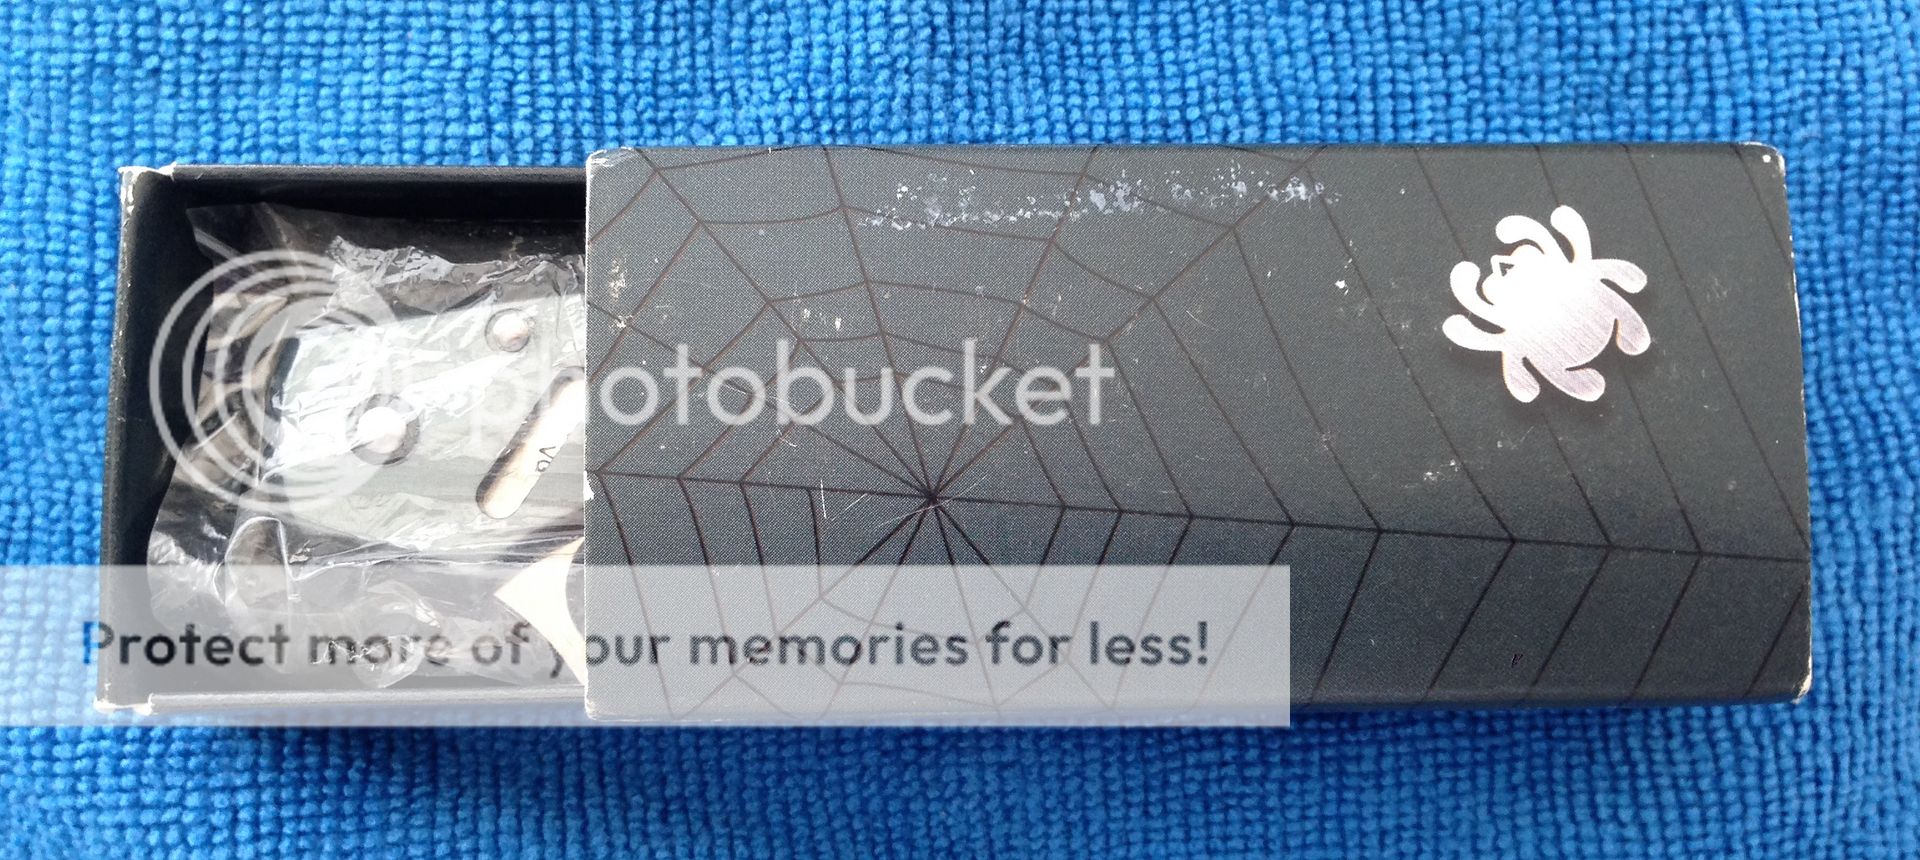 photobucket
Protect more of your memories for less!